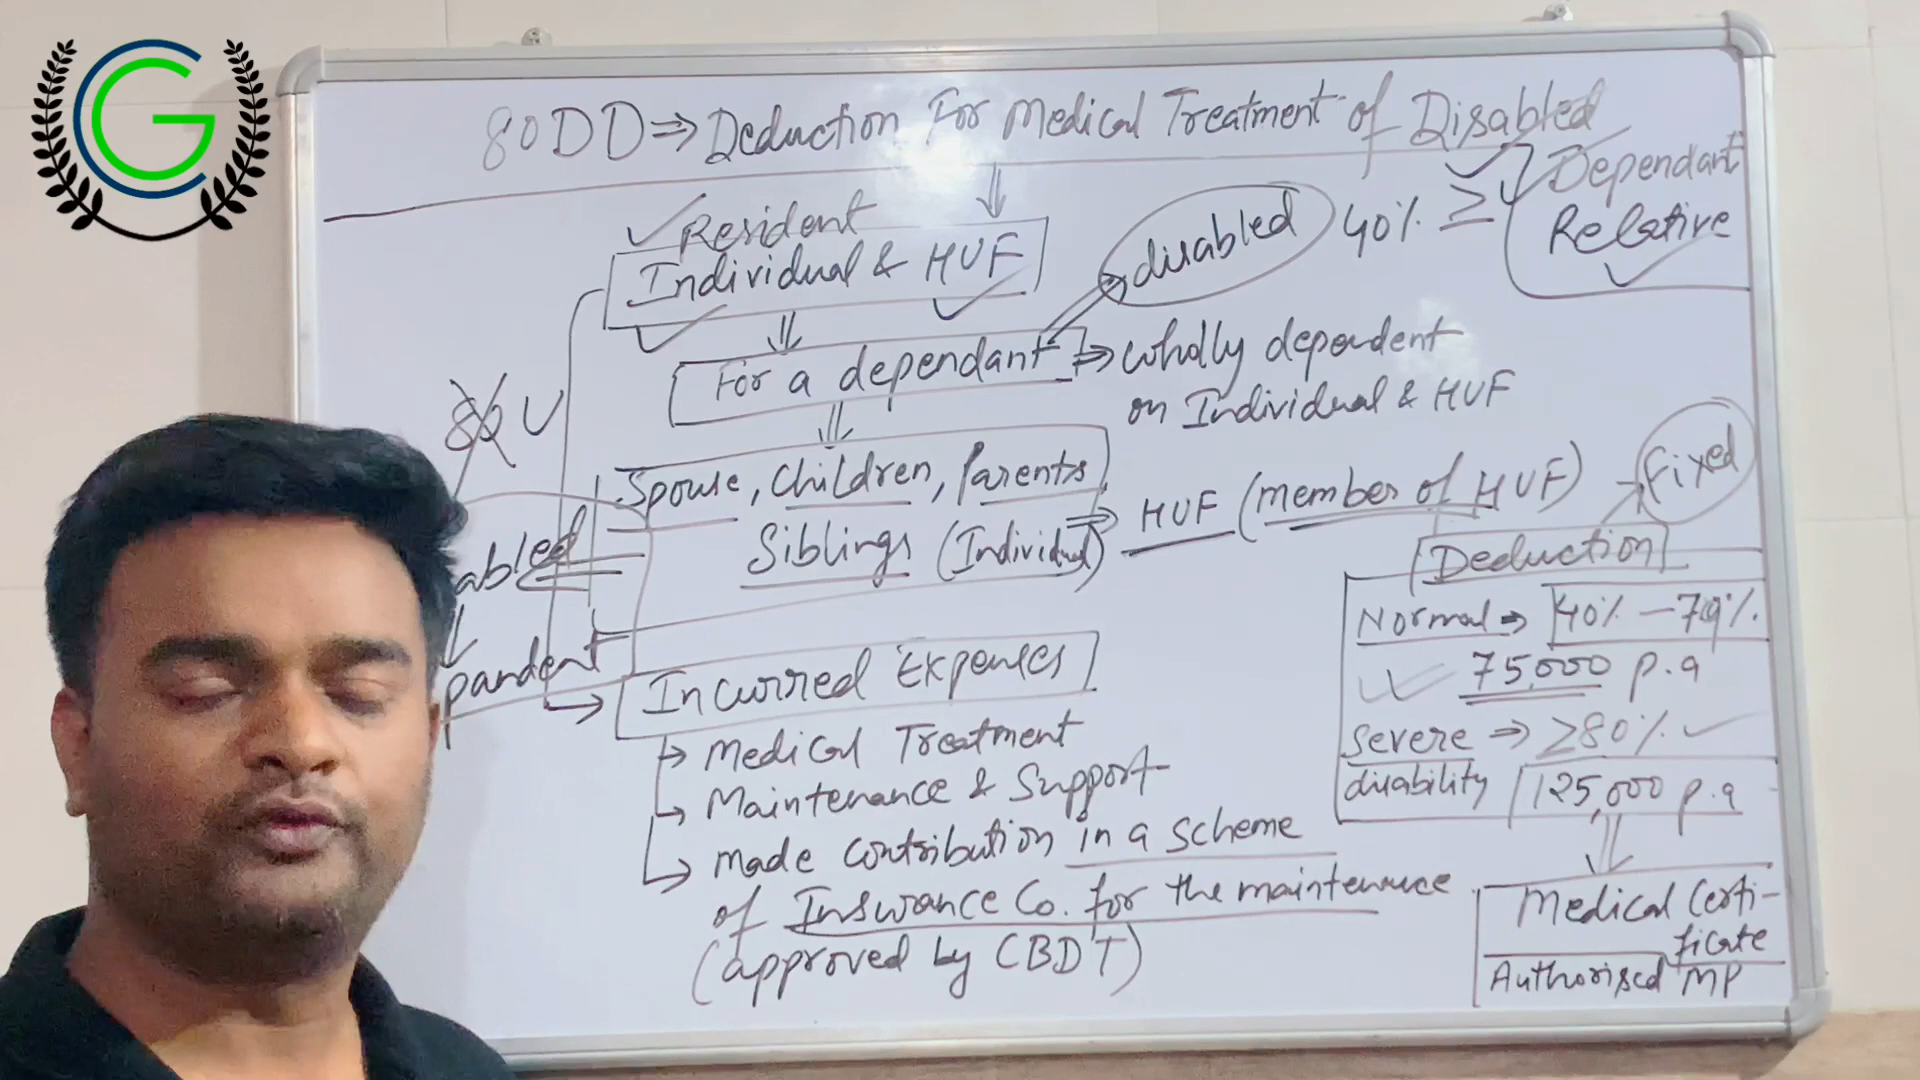 80DD ⇒ Deduction For Medical Treatment of Disabled
Dependant
Relative
40% ≥
disabled
Resident
Individual & HUF
For a dependant ⇒ wholly dependent
on Individual & HUF
80U
Spouse, Children, Parents
Siblings (Individual) ⇒ HUF (member of HUF)
abled
pandent
Incurred Expenses
Medical Treatment
Maintenance & Support
made contribution in a scheme
of Insurance Co. for the maintenance
(approved by CBDT)
Fixed
Deduction
Normal ⇒ 40% – 79%
75,000 p.a
Severe ⇒ ≥80%
disability 125,000 p.a
Medical Certi-
ficate
Authorised MP
GC